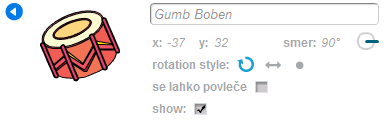 Gumb Boben
x: -37 y: 32 smer: 90°
rotation style:
se lahko povleče
show: